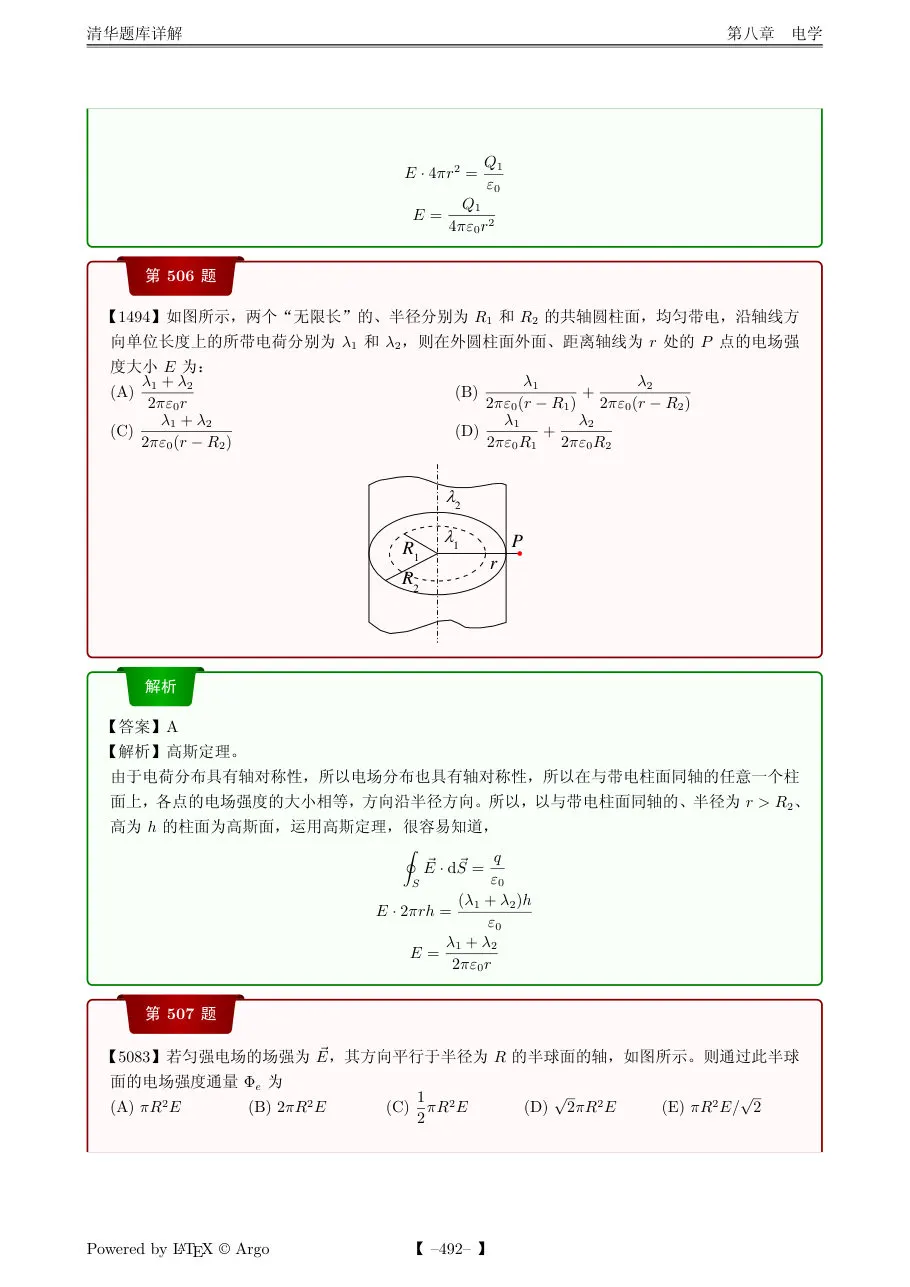 清华题库详解 第八章 电学
E · 4πr² = Q₁/ε₀
E = Q₁/(4πε₀r²)
第 506 题
【1494】如图所示，两个“无限长”的、半径分别为 R₁ 和 R₂ 的共轴圆柱面，均匀带电，沿轴线方
向单位长度上的所带电荷分别为 λ₁ 和 λ₂，则在外圆柱面外面、距离轴线为 r 处的 P 点的电场强
度大小 E 为：
(A) (λ₁ + λ₂)/(2πε₀r) (B) λ₁/(2πε₀(r − R₁)) + λ₂/(2πε₀(r − R₂))
(C) (λ₁ + λ₂)/(2πε₀(r − R₂)) (D) λ₁/(2πε₀R₁) + λ₂/(2πε₀R₂)
λ₂
λ₁
P
R₁
r
R₂
解析
【答案】A
【解析】高斯定理。
由于电荷分布具有轴对称性，所以电场分布也具有轴对称性，所以在与带电柱面同轴的任意一个柱
面上，各点的电场强度的大小相等，方向沿半径方向。所以，以与带电柱面同轴的、半径为 r > R₂、
高为 h 的柱面为高斯面，运用高斯定理，很容易知道，
∮_S E⃗ · dS⃗ = q/ε₀
E · 2πrh = (λ₁ + λ₂)h/ε₀
E = (λ₁ + λ₂)/(2πε₀r)
第 507 题
【5083】若匀强电场的场强为 E⃗，其方向平行于半径为 R 的半球面的轴，如图所示。则通过此半球
面的电场强度通量 Φₑ 为
(A) πR²E (B) 2πR²E (C) 1/2 πR²E (D) √2πR²E (E) πR²E/√2
Powered by LATEX © Argo 【 –492– 】